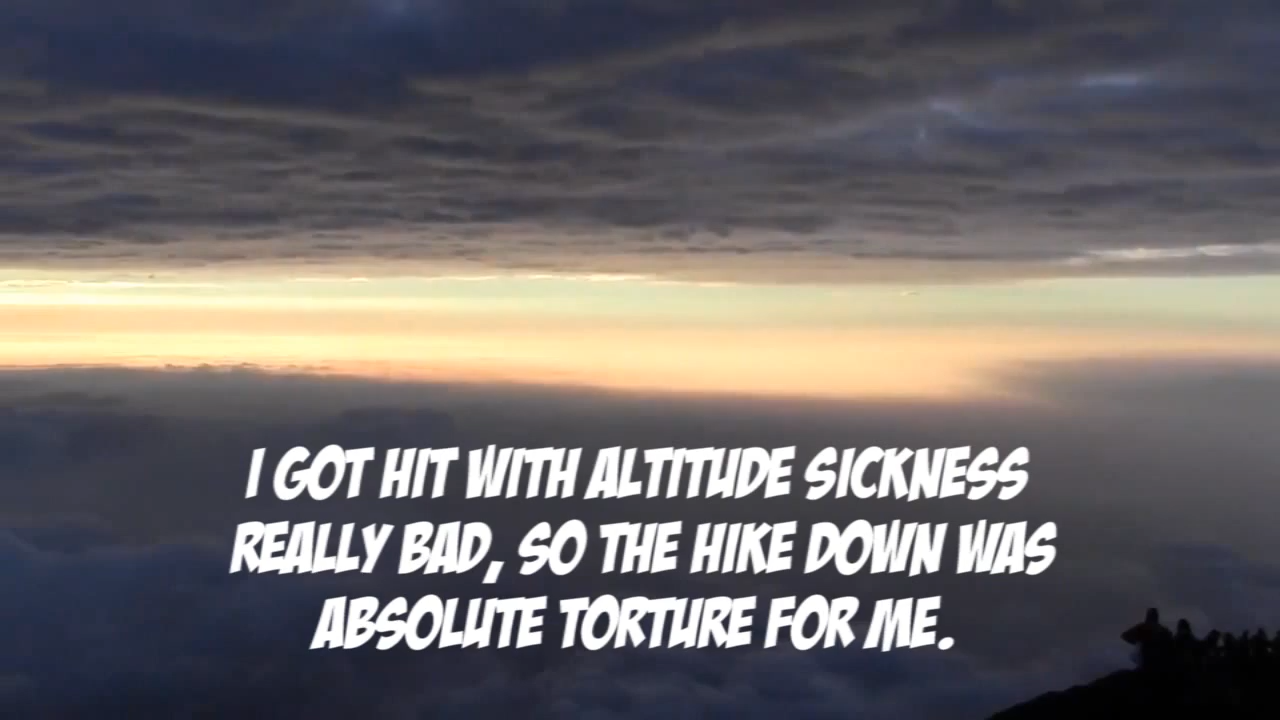 I GOT HIT WITH ALTITUDE SICKNESS
REALLY BAD, SO THE HIKE DOWN WAS
ABSOLUTE TORTURE FOR ME.